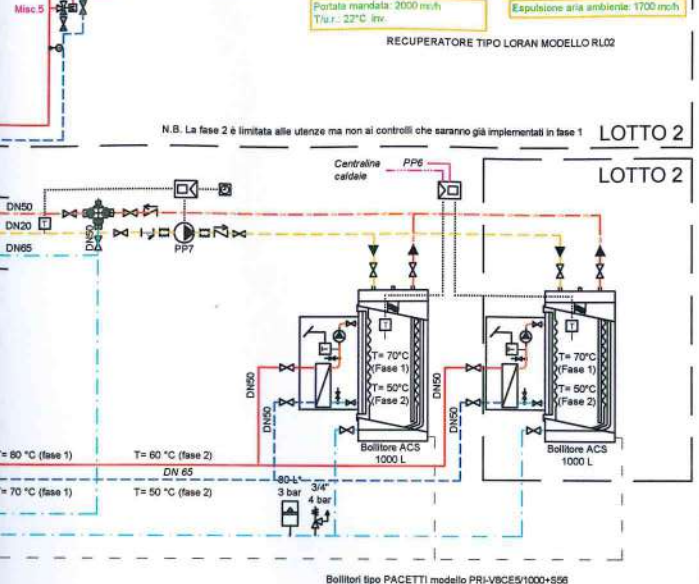 Misc.5
Portata mandata: 2000 mc/h
T/u.r.: 22°C inv.
Espulsione aria ambiente: 1700 mc/h
RECUPERATORE TIPO LORAN MODELLO RL02
N.B. La fase 2 è limitata alle utenze ma non ai controlli che saranno già implementati in fase 1
LOTTO 2
LOTTO 2
Centralina
caldaie
PP6
DN50
DN20
T
DN65
DN50
PP7
T
T
T
T
T= 70°C
(Fase 1)
T= 50°C
(Fase 2)
T= 70°C
(Fase 1)
T= 50°C
(Fase 2)
DN50
DN50
DN50
DN50
Bollitore ACS
1000 L
Bollitore ACS
1000 L
T= 80 °C (fase 1)
T= 60 °C (fase 2)
DN 65
T= 70 °C (fase 1)
T= 50 °C (fase 2)
80 L
3 bar
3/4"
4 bar
Bollitori tipo PACETTI modello PRI-V8CE5/1000+S56